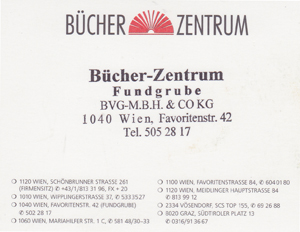 BÜCHER ZENTRUM
Bücher-Zentrum
Fundgrube
BVG-M.B.H. & CO KG
1040 Wien, Favoritenstr. 42
Tel. 505 28 17
❍ 1120 WIEN, SCHÖNBRUNNER STRASSE 261
(FIRMENSITZ) ✆ +43/1/813 31 96, FX + 20
❍ 1010 WIEN, WIPPLINGERSTRASSE 37, ✆ 533 35 27
❍ 1040 WIEN, FAVORITENSTR. 42 (FUNDGRUBE)
✆ 502 28 17
❍ 1060 WIEN, MARIAHILFER STR. 1 C, ✆ 581 48/30-33
❍ 1100 WIEN, FAVORITENSTRASSE 84, ✆ 604 01 80
❍ 1120 WIEN, MEIDLINGER HAUPTSTRASSE 84
✆ 813 99 12
❍ 2334 VÖSENDORF, SCS TOP 155, ✆ 69 26 88
❍ 8020 GRAZ, SÜDTIROLER PLATZ 13
✆ 0316/91 36 67